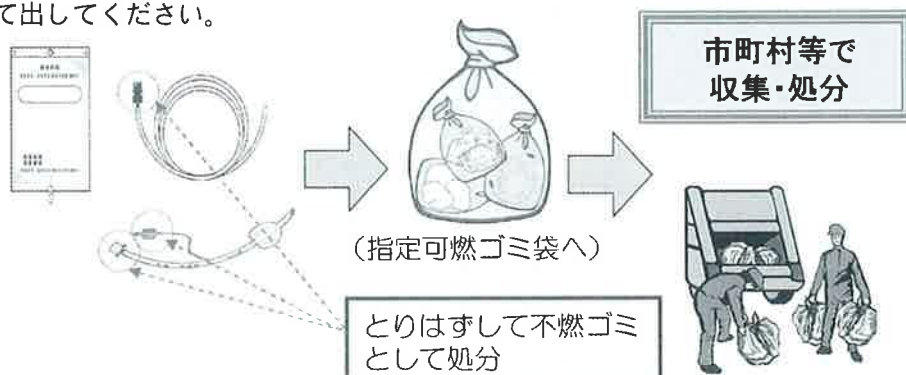 て出してください。
市町村等で
収集・処分
(指定可燃ゴミ袋へ)
とりはずして不燃ゴミ
として処分